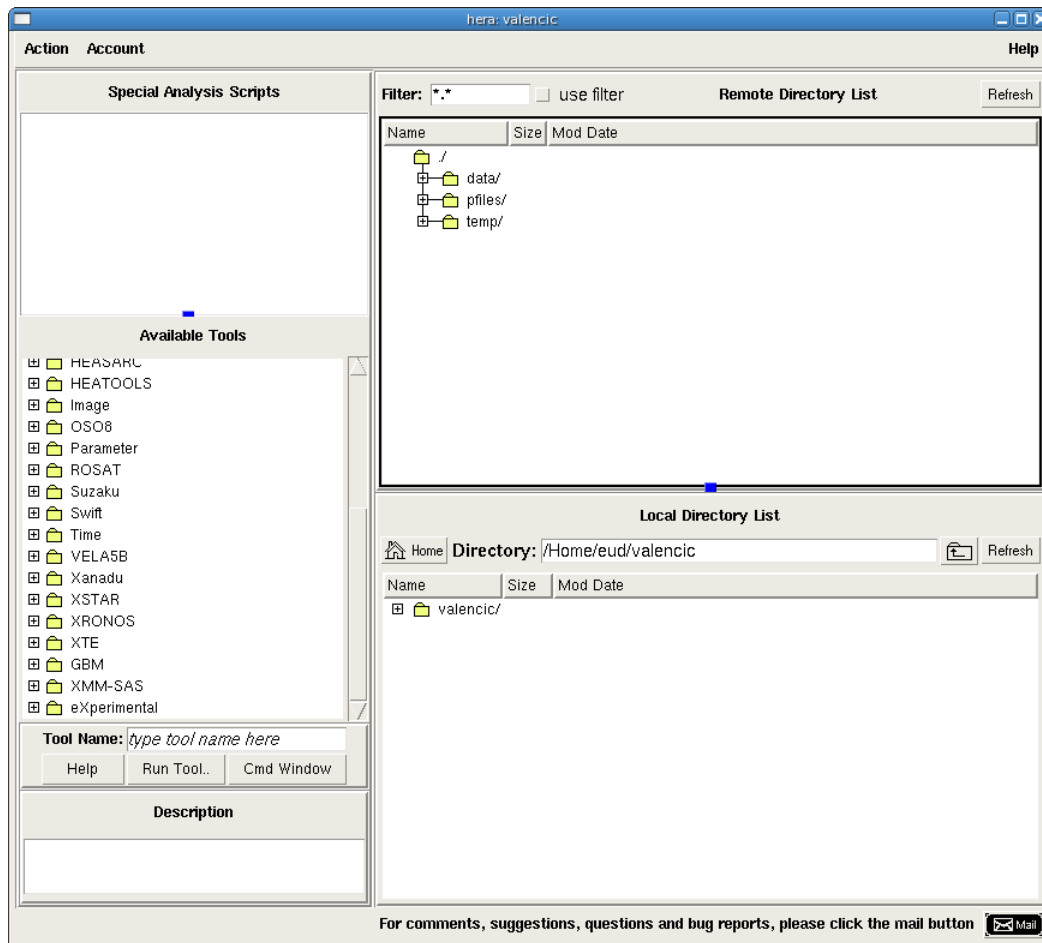 hera: valencic
Action Account Help
Special Analysis Scripts
Available Tools
HEASARC
HEATOOLS
Image
OSO8
Parameter
ROSAT
Suzaku
Swift
Time
VELA5B
Xanadu
XSTAR
XRONOS
XTE
GBM
XMM-SAS
eXperimental
Tool Name: type tool name here
Help Run Tool.. Cmd Window
Description
Filter: *.* use filter Remote Directory List Refresh
Name Size Mod Date
./
data/
pfiles/
temp/
Local Directory List
Home Directory: /Home/eud/valencic Refresh
Name Size Mod Date
valencic/
For comments, suggestions, questions and bug reports, please click the mail button Mail